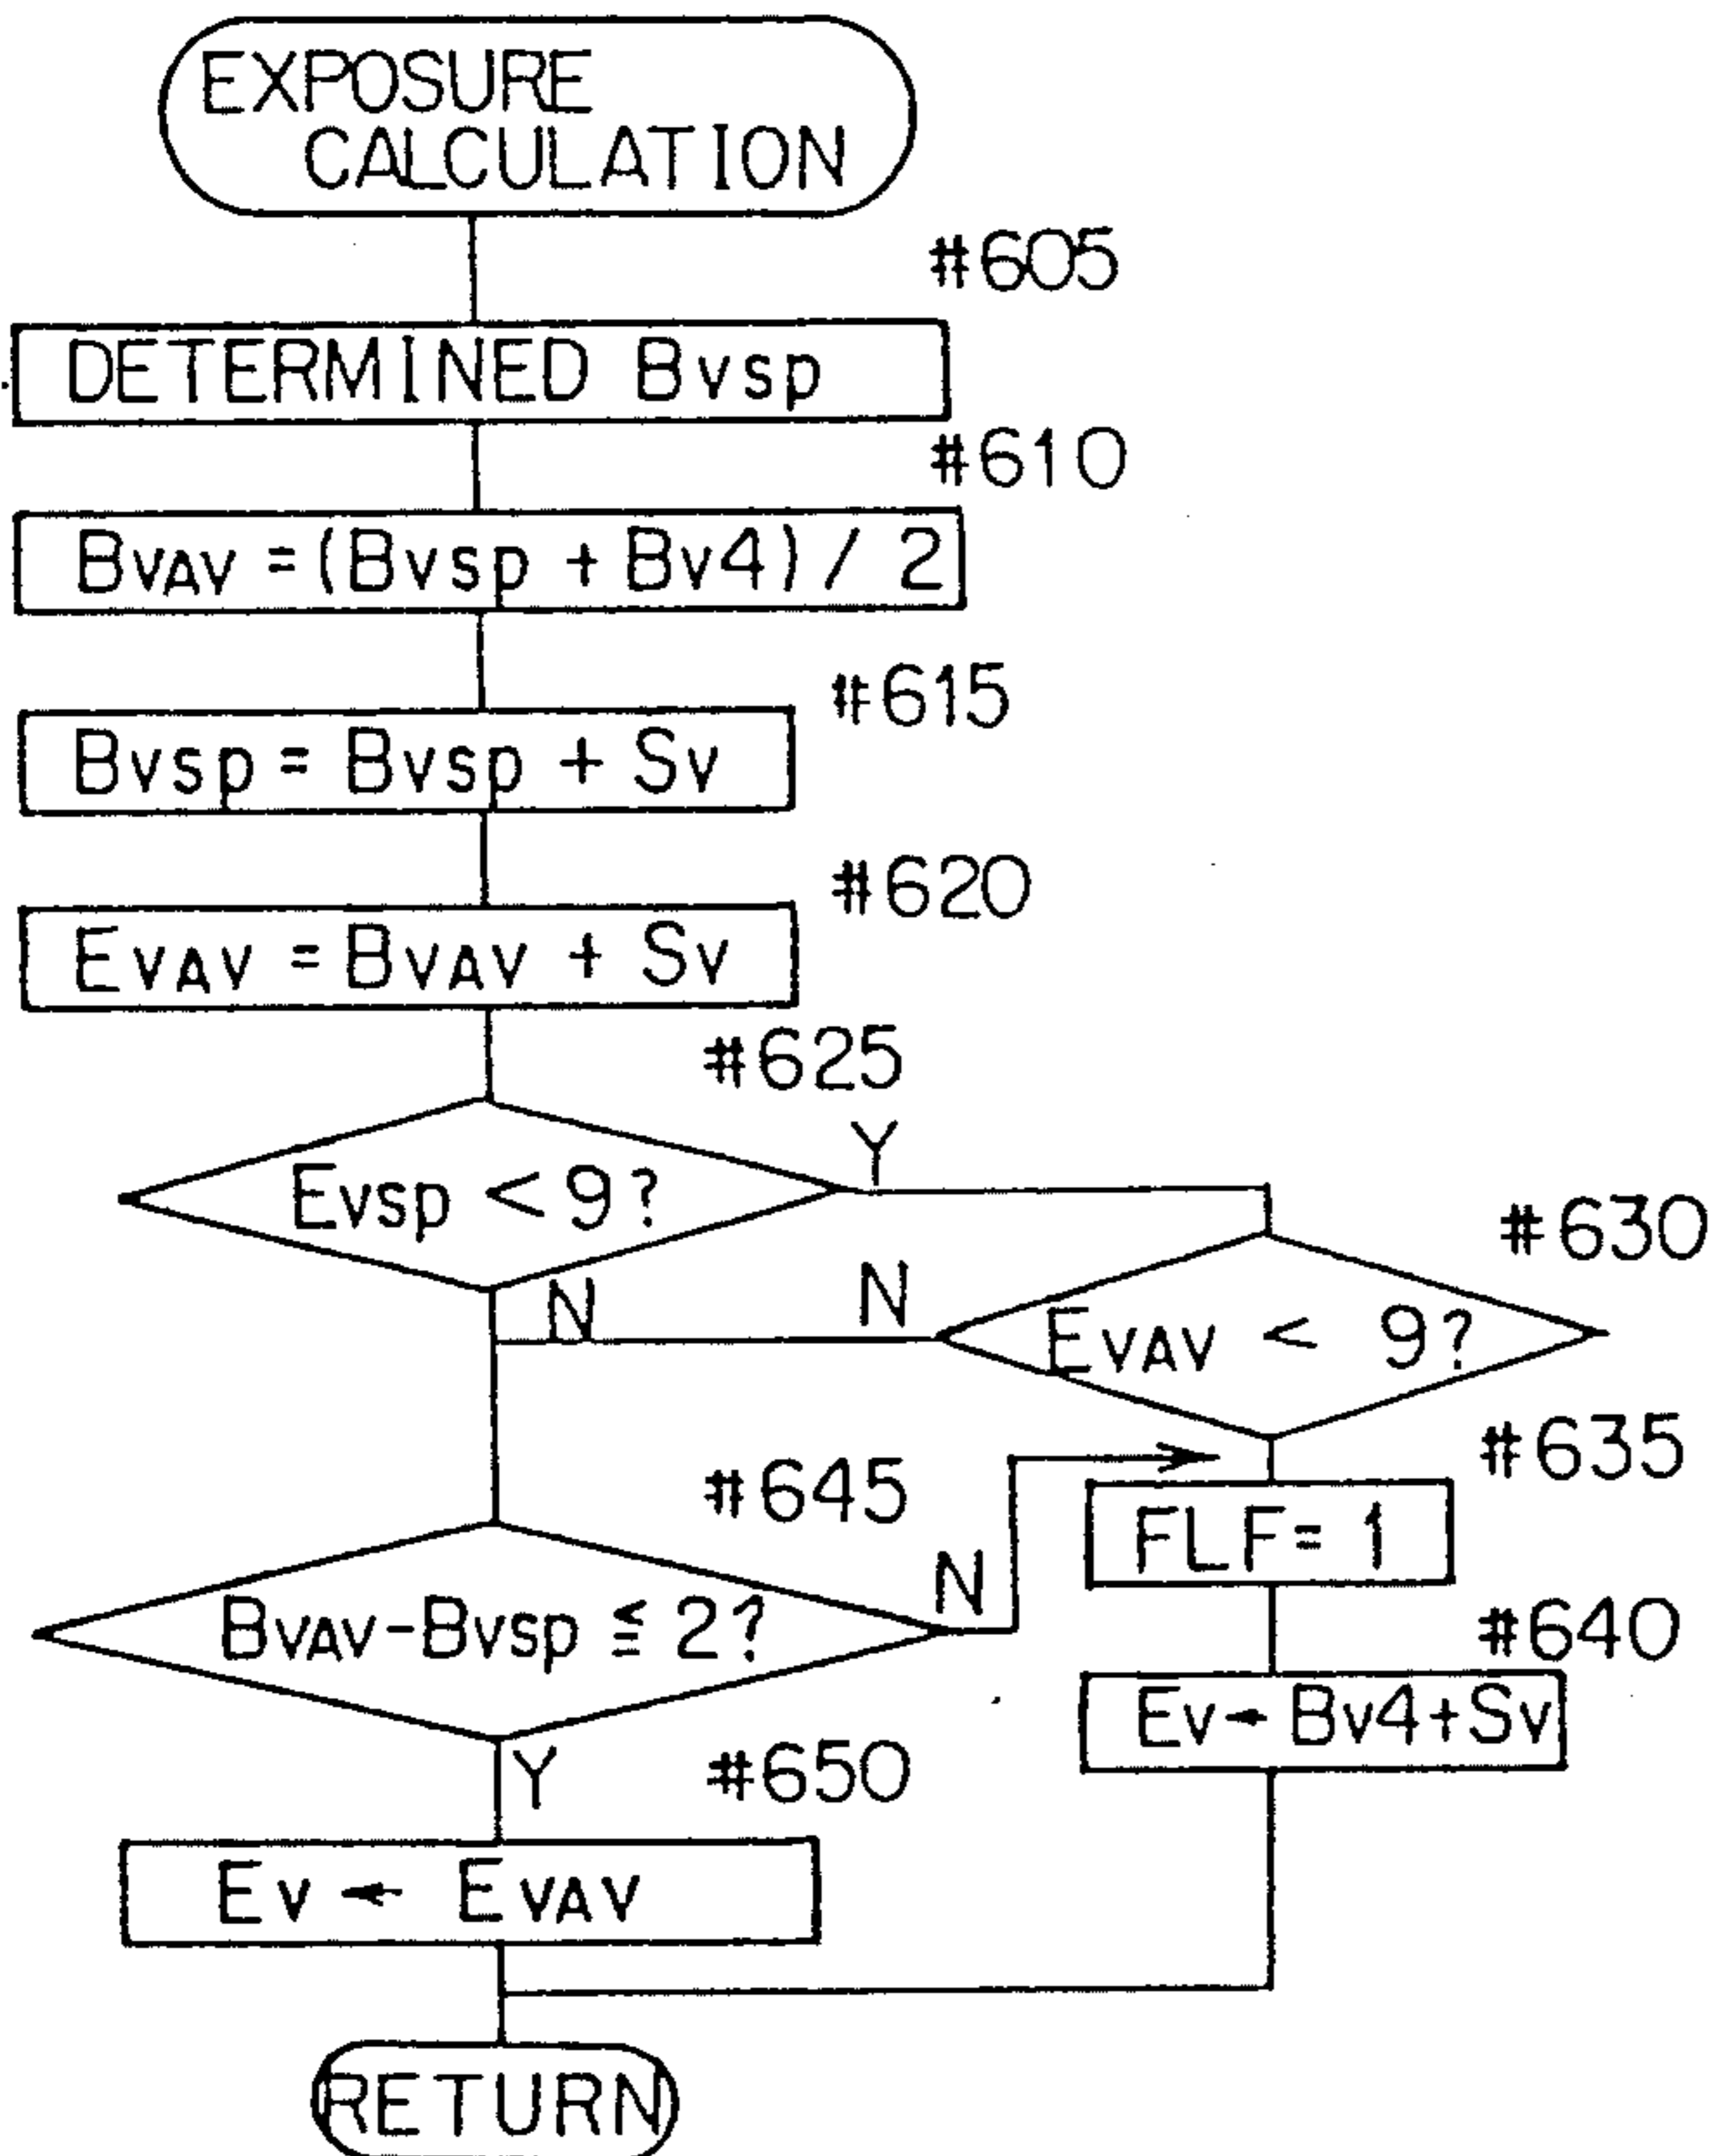 EXPOSURE
CALCULATION
#605
DETERMINED Bvsp
#610
BvAV = (Bvsp + Bv4) / 2
#615
Bvsp = Bvsp + Sv
#620
EvAV = BvAV + Sv
#625
Evsp < 9?
Y
N
#630
EvAV < 9?
N
#635
FLF = 1
#645
BvAV - Bvsp ≦ 2?
N
#640
Ev ← Bv4 + Sv
Y
#650
Ev ← EvAV
RETURN